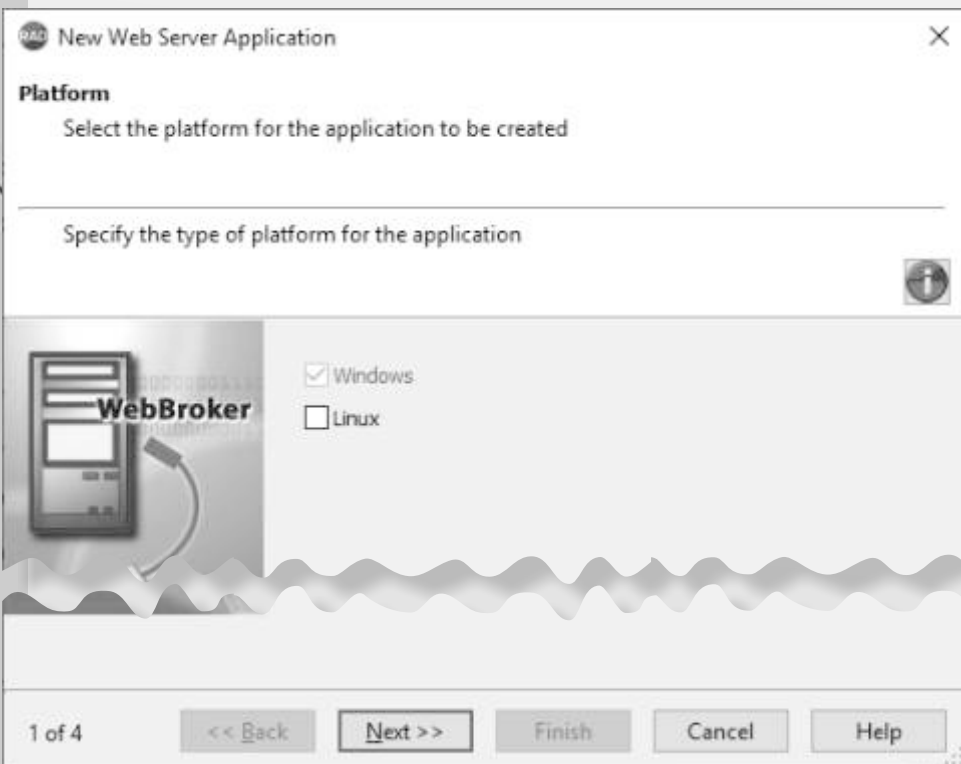 RAD New Web Server Application
Platform
Select the platform for the application to be created
Specify the type of platform for the application
WebBroker
Windows
Linux
1 of 4
<< Back
Next >>
Finish
Cancel
Help